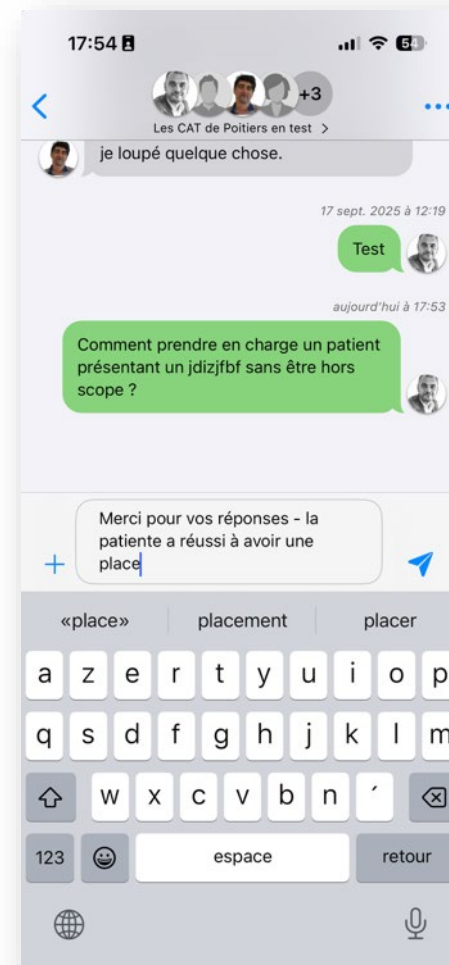 17:54
54
+3
Les CAT de Poitiers en test >
je loupé quelque chose.
17 sept. 2025 à 12:19
Test
aujourd'hui à 17:53
Comment prendre en charge un patient
présentant un jdizjfbf sans être hors
scope ?
Merci pour vos réponses - la
patiente a réussi à avoir une
place
«place» placement placer
a z e r t y u i o p
q s d f g h j k l m
w x c v b n ´
123 espace retour